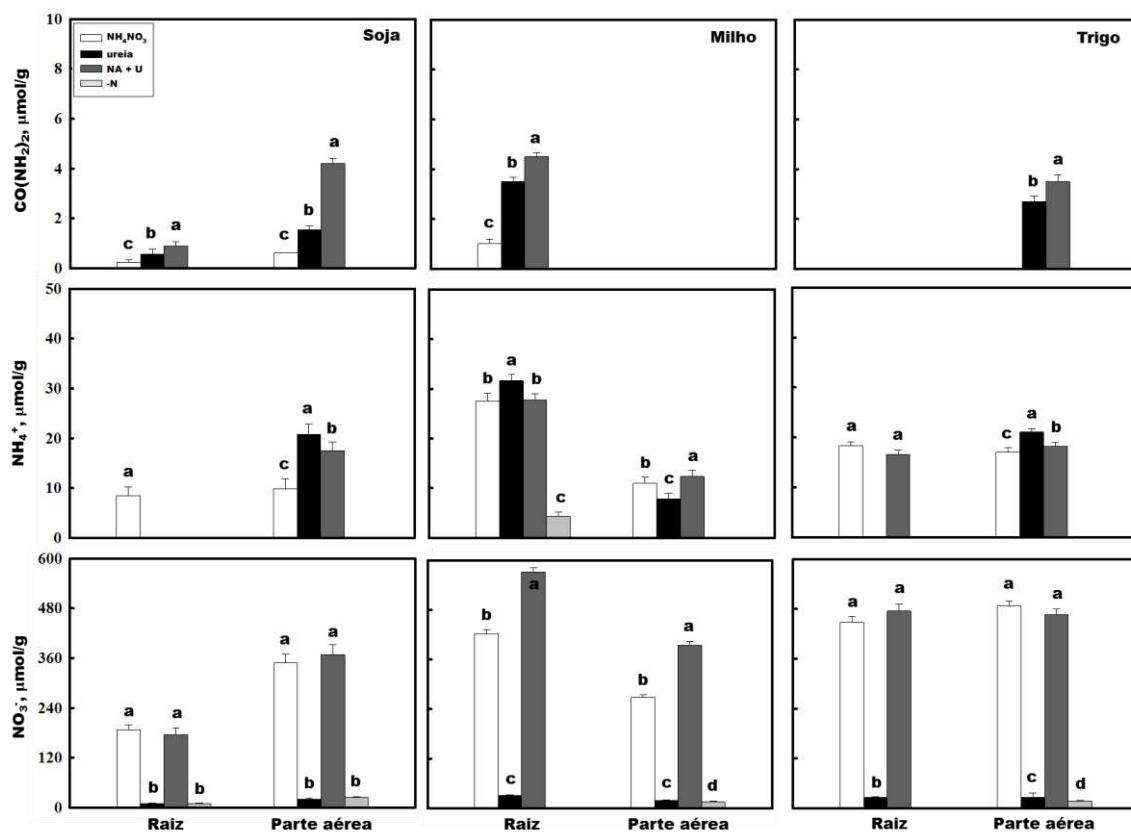 Soja
Milho
Trigo
NH₄NO₃
ureia
NA + U
-N
CO(NH₂)₂, µmol/g
10
8
6
4
2
0
c b a
c b a
c b a
b a
NH₄⁺, µmol/g
50
40
30
20
10
0
a
c a b
b a b c
b c a
a a
c a b
NO₃⁻, µmol/g
600
480
360
240
120
0
a b a b
a b a b
b c a
b c a d
a b a
a c a d
Raiz Parte aérea
Raiz Parte aérea
Raiz Parte aérea